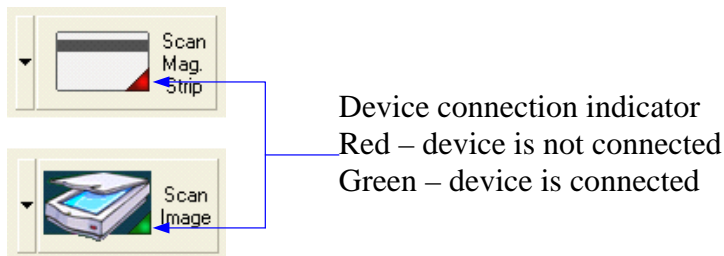 Scan
Mag.
Strip
Device connection indicator
Red – device is not connected
Green – device is connected
Scan
Image